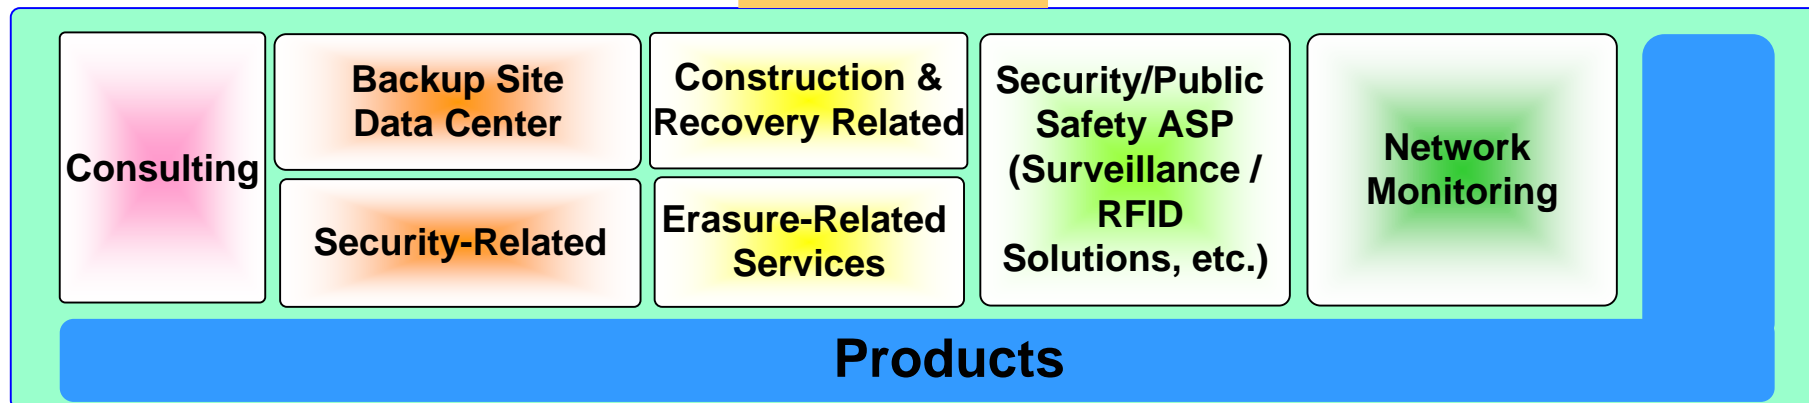 Consulting
Backup Site
Data Center
Security-Related
Construction &
Recovery Related
Erasure-Related
Services
Security/Public
Safety ASP
(Surveillance /
RFID
Solutions, etc.)
Network
Monitoring
Products